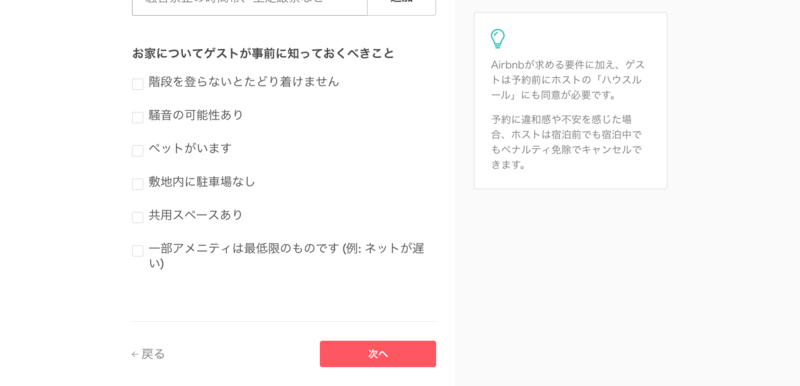 お家についてゲストが事前に知っておくべきこと
階段を登らないとたどり着けません
騒音の可能性あり
ペットがいます
敷地内に駐車場なし
共用スペースあり
一部アメニティは最低限のものです (例: ネットが遅
い)
← 戻る
次へ
Airbnbが求める要件に加え、ゲス
トは予約前にホストの「ハウスル
ール」にも同意が必要です。
予約に違和感や不安を感じた場
合、ホストは宿泊前でも宿泊中で
もペナルティ免除でキャンセルで
きます。